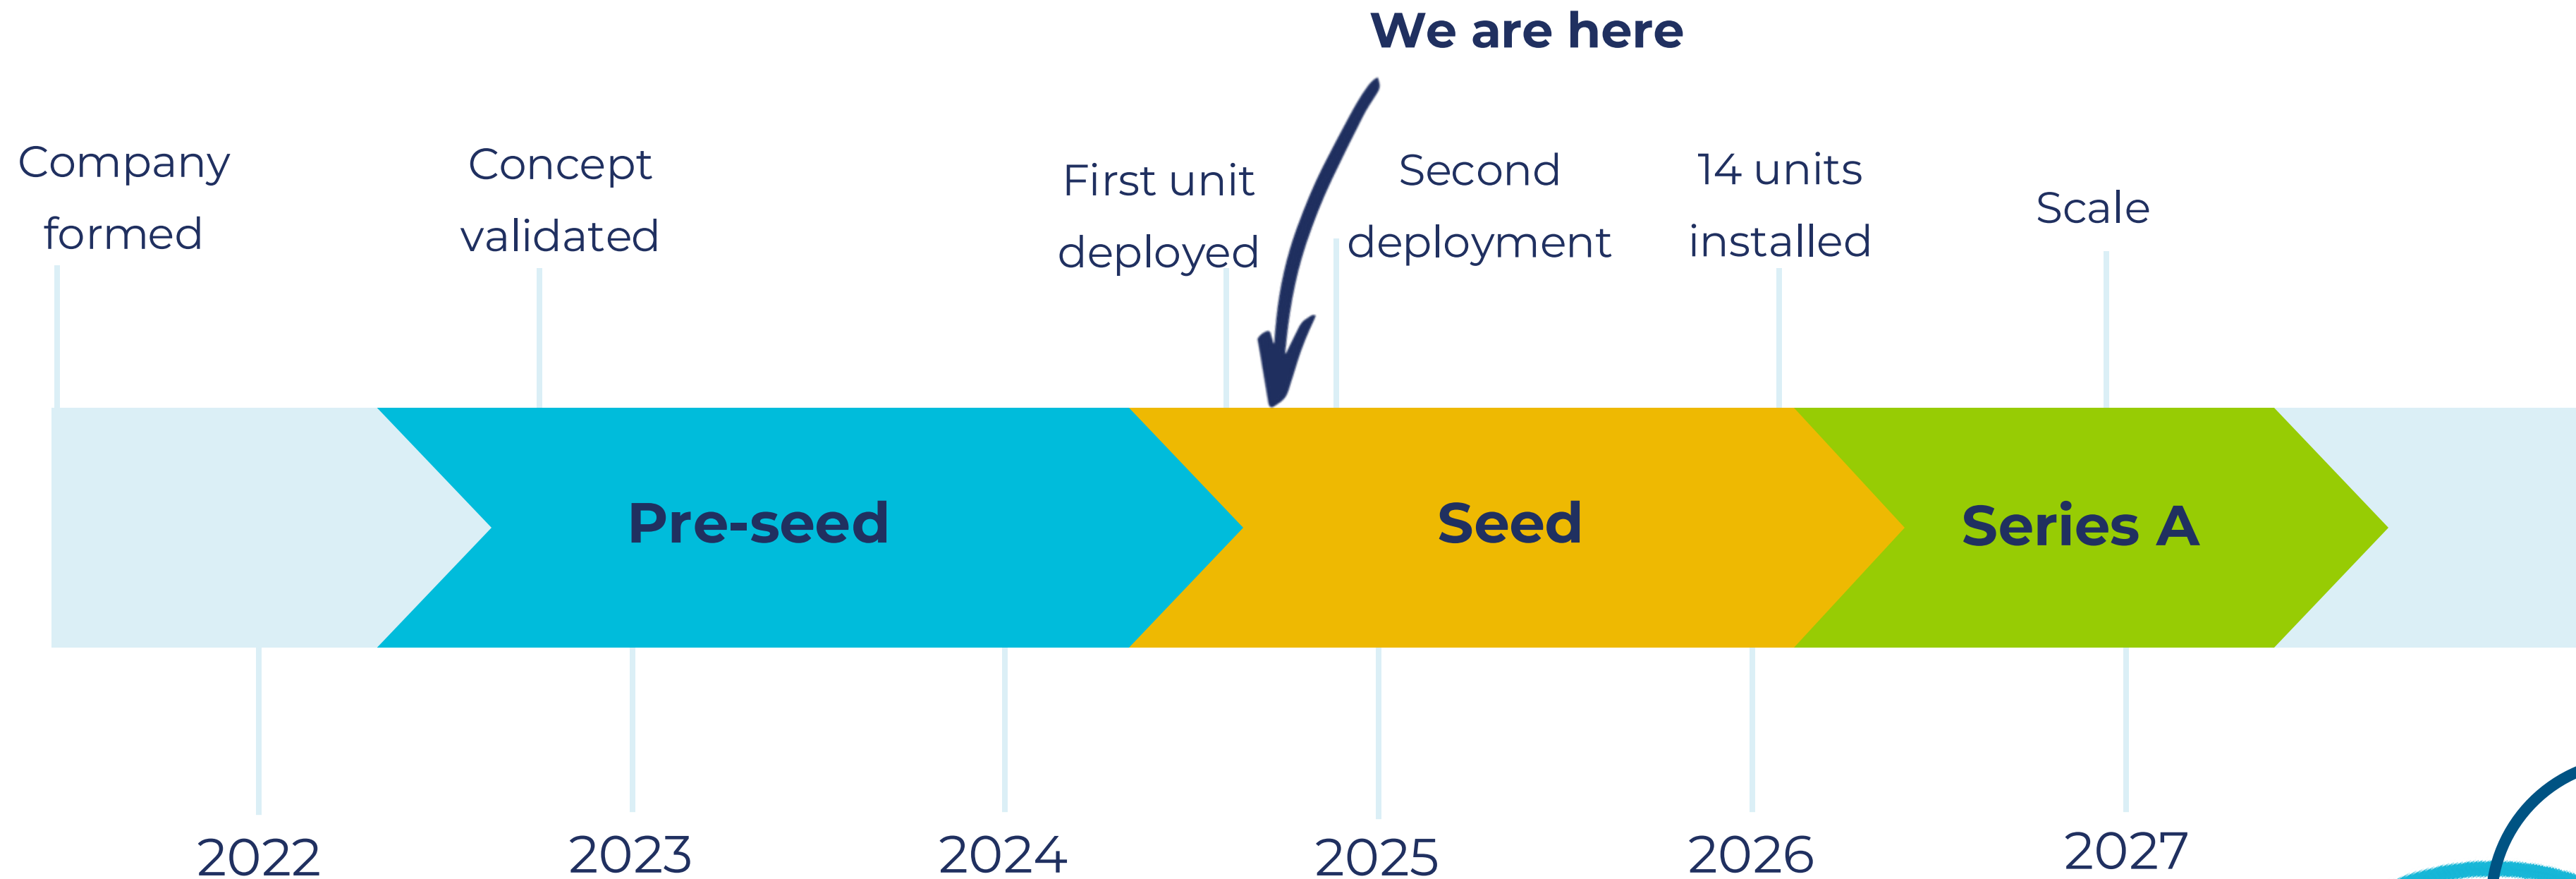 We are here
Company
formed
Concept
validated
First unit
deployed
Second
deployment
14 units
installed
Scale
Pre-seed
Seed
Series A
2022
2023
2024
2025
2026
2027